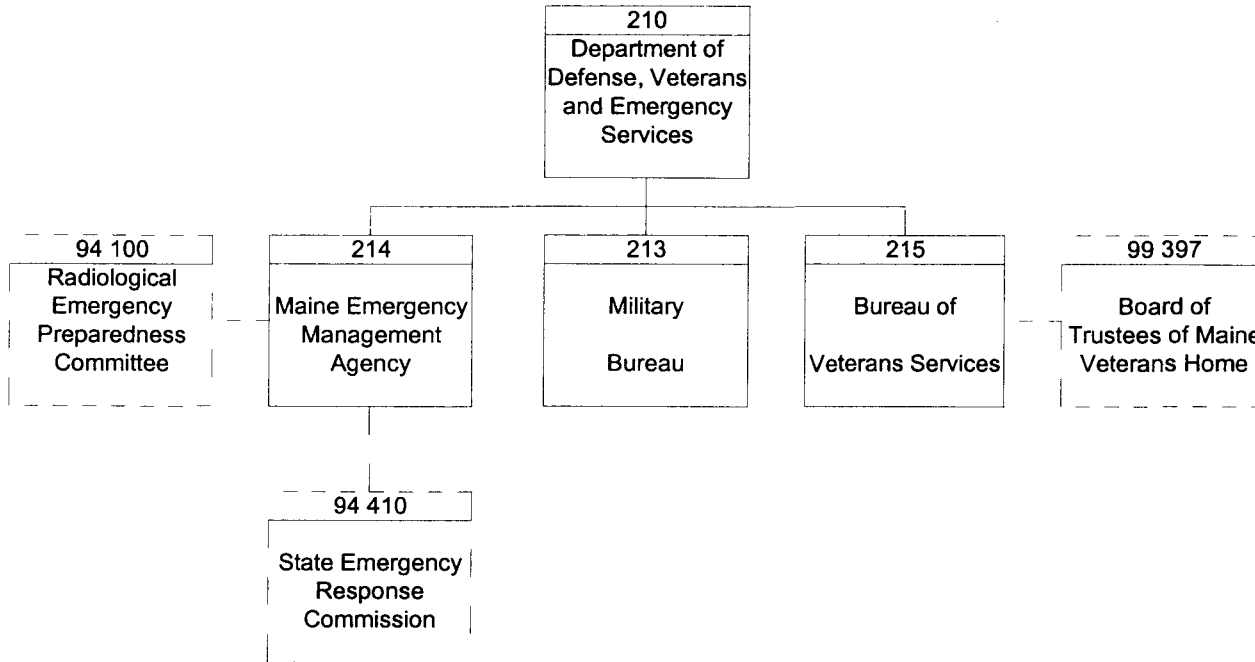 210
Department of
Defense, Veterans
and Emergency
Services
94 100
Radiological
Emergency
Preparedness
Committee
214
Maine Emergency
Management
Agency
213
Military
Bureau
215
Bureau of
Veterans Services
99 397
Board of
Trustees of Maine
Veterans Home
94 410
State Emergency
Response
Commission